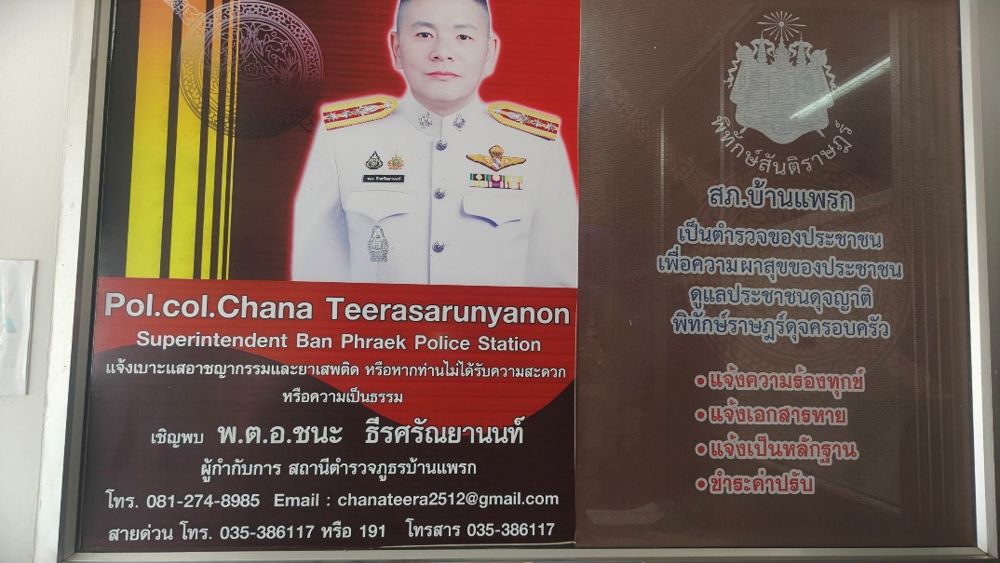 Pol.col.Chana Teerasarunyanon
Superintendent Ban Phraek Police Station
แจ้งเบาะแสอาชญากรรมและยาเสพติด หรือหากท่านไม่ได้รับความสะดวก
หรือความเป็นธรรม
เชิญพบ พ.ต.อ.ชนะ ธีรศรัณยานนท์
ผู้กำกับการ สถานีตำรวจภูธรบ้านแพรก
โทร. 081-274-8985 Email : chanateera2512@gmail.com
สายด่วน โทร. 035-386117 หรือ 191 โทรสาร 035-386117
พิทักษ์สันติราษฎร์
สภ.บ้านแพรก
เป็นตำรวจของประชาชน
เพื่อความผาสุขของประชาชน
ดูแลประชาชนดุจญาติ
พิทักษ์ราษฎร์ดุจครอบครัว
• แจ้งความร้องทุกข์
• แจ้งเอกสารหาย
• แจ้งเป็นหลักฐาน
• ชำระค่าปรับ